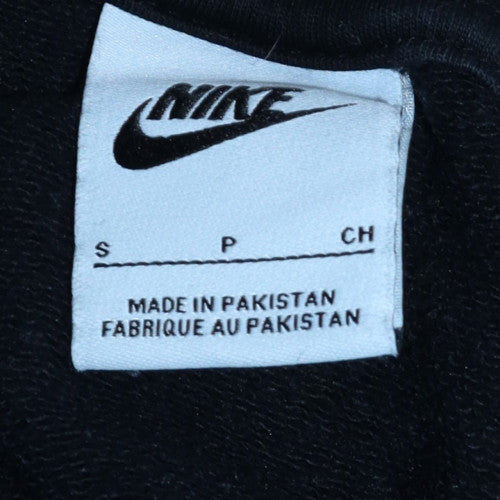 NIKE
S P CH
MADE IN PAKISTAN
FABRIQUE AU PAKISTAN